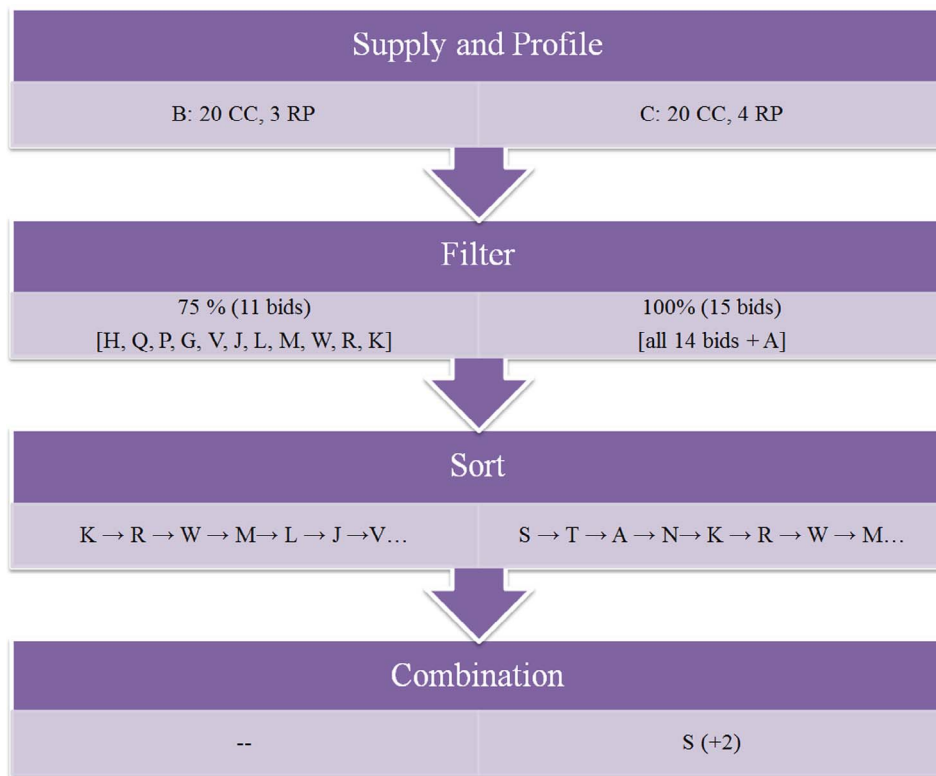 Supply and Profile
B: 20 CC, 3 RP
C: 20 CC, 4 RP
Filter
75 % (11 bids)
[H, Q, P, G, V, J, L, M, W, R, K]
100% (15 bids)
[all 14 bids + A]
Sort
K → R → W → M→ L → J →V…
S → T → A → N→ K → R → W → M…
Combination
--
S (+2)